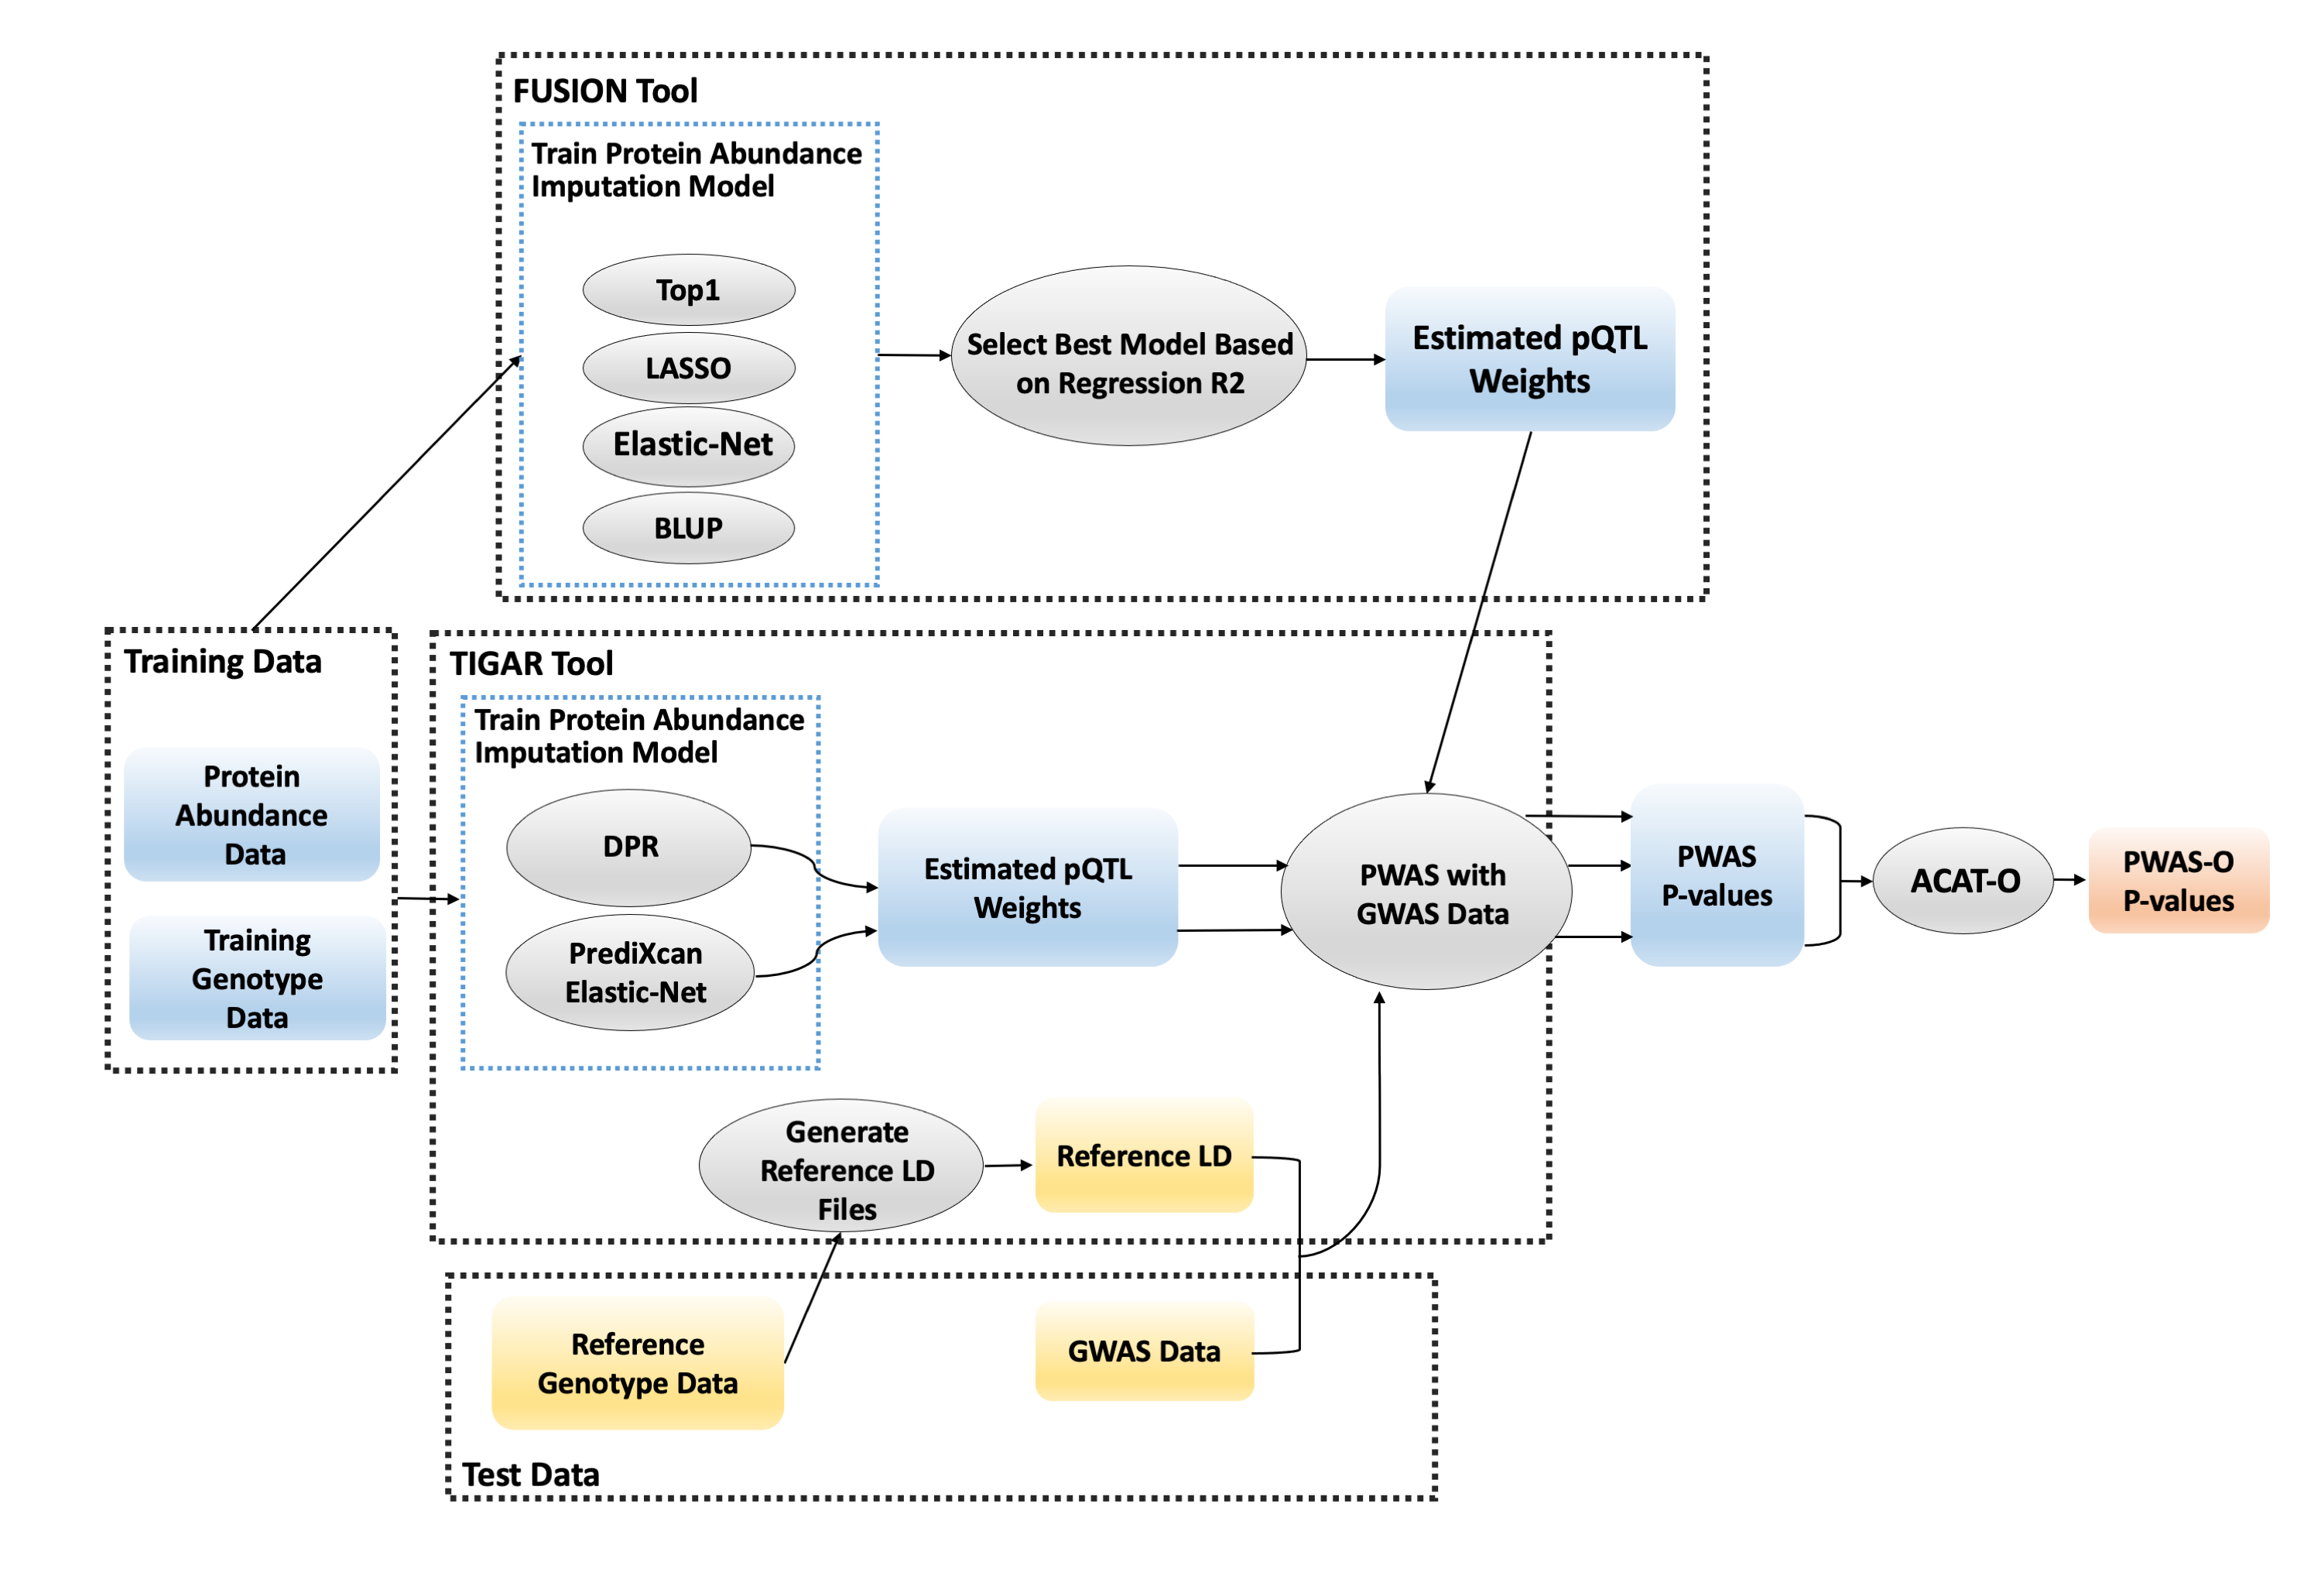 FUSION Tool
Train Protein Abundance
Imputation Model
Top1
LASSO
Elastic-Net
BLUP
Select Best Model Based
on Regression R2
Estimated pQTL
Weights
Training Data
Protein
Abundance
Data
Training
Genotype
Data
TIGAR Tool
Train Protein Abundance
Imputation Model
DPR
PrediXcan
Elastic-Net
Estimated pQTL
Weights
PWAS with
GWAS Data
PWAS
P-values
ACAT-O
PWAS-O
P-values
Generate
Reference LD
Files
Reference LD
Reference
Genotype Data
GWAS Data
Test Data